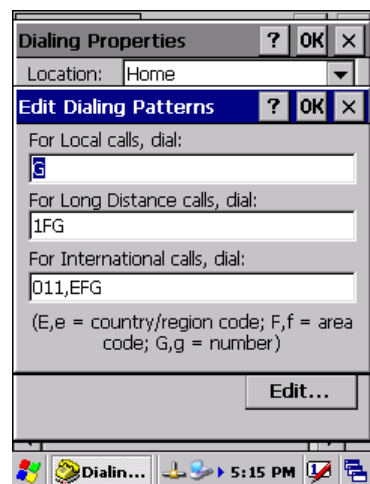 Dialing Properties ? OK ×
Location: Home
Edit Dialing Patterns ? OK ×
For Local calls, dial:
G
For Long Distance calls, dial:
1FG
For International calls, dial:
011,EFG
(E,e = country/region code; F,f = area
code; G,g = number)
Edit...
Dialin... 5:15 PM